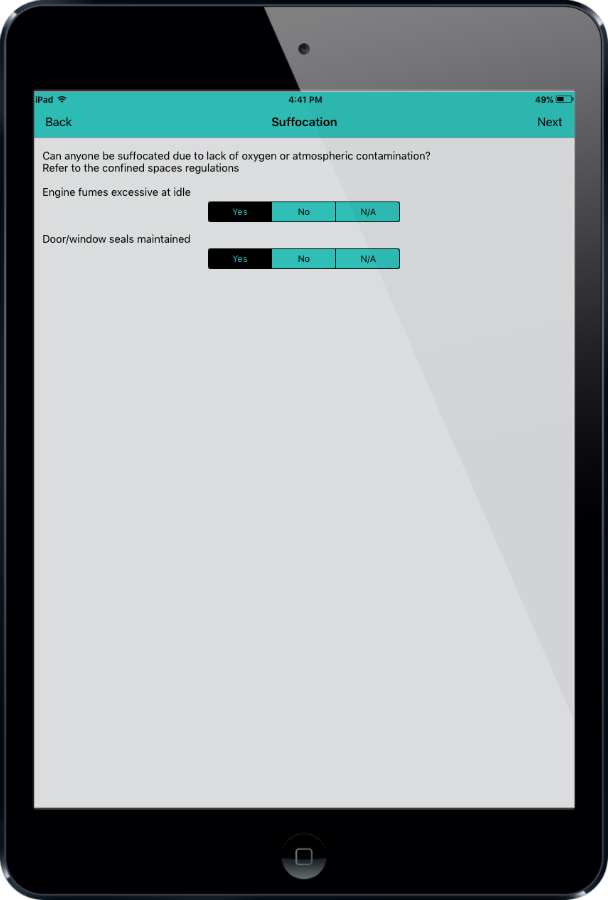 iPad 4:41 PM 49%
Back Suffocation Next
Can anyone be suffocated due to lack of oxygen or atmospheric contamination?
Refer to the confined spaces regulations
Engine fumes excessive at idle
Yes No N/A
Door/window seals maintained
Yes No N/A